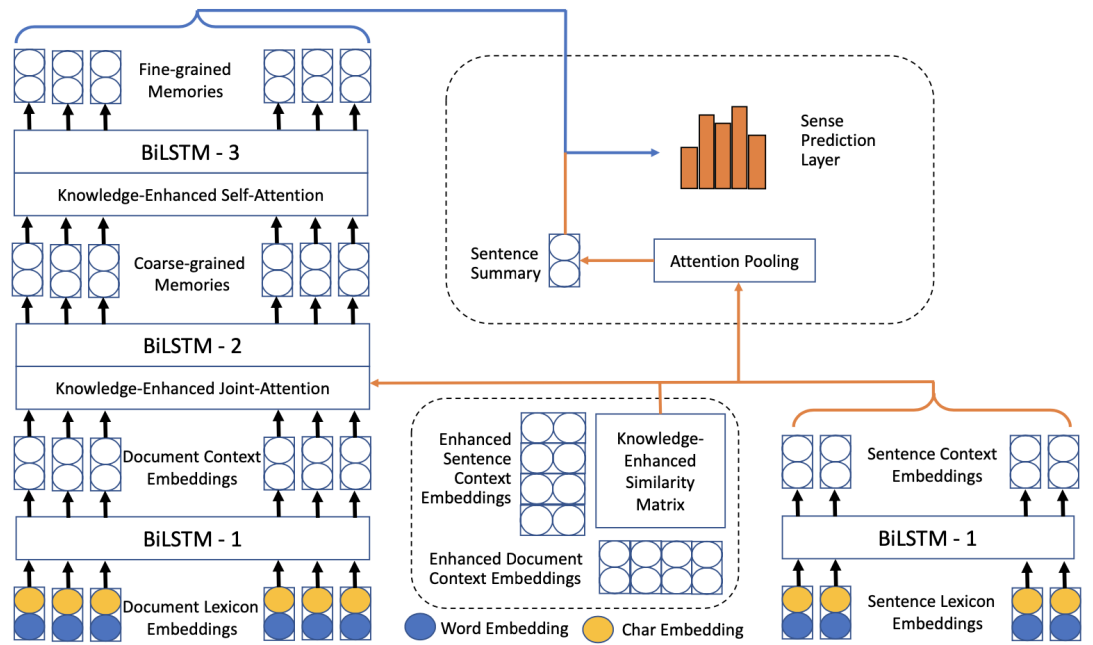 Fine-grained
Memories
BiLSTM - 3
Knowledge-Enhanced Self-Attention
Coarse-grained
Memories
BiLSTM - 2
Knowledge-Enhanced Joint-Attention
Document Context
Embeddings
BiLSTM - 1
Document Lexicon
Embeddings
Sense
Prediction
Layer
Sentence
Summary
Attention Pooling
Enhanced
Sentence
Context
Embeddings
Knowledge-
Enhanced
Similarity
Matrix
Enhanced Document
Context Embeddings
Word Embedding
Char Embedding
Sentence Context
Embeddings
BiLSTM - 1
Sentence Lexicon
Embeddings